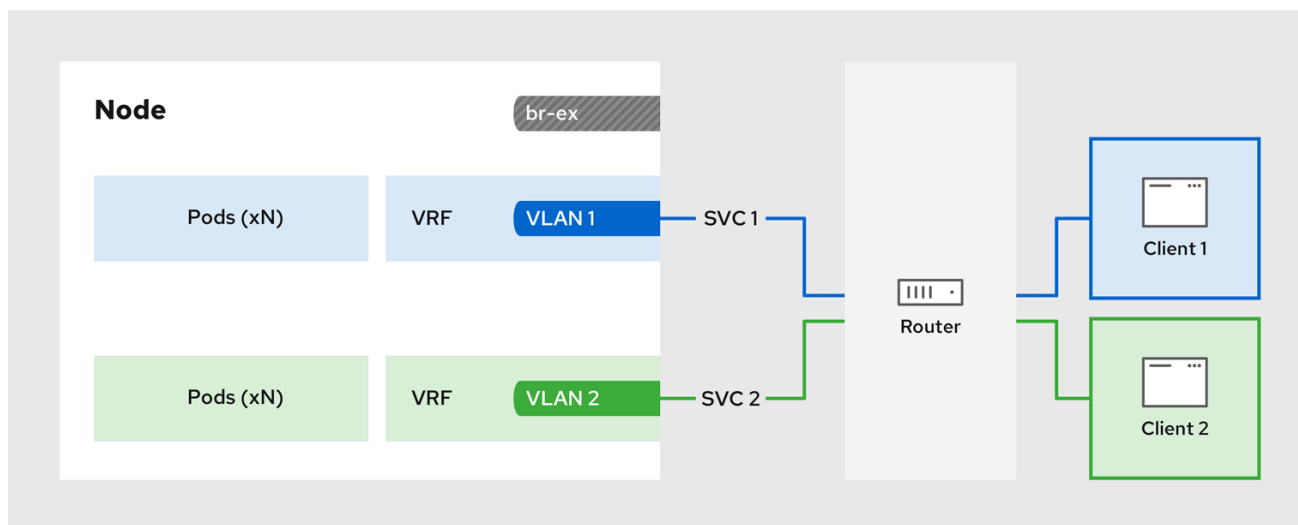 Node
br-ex
Pods (xN)
VRF
VLAN 1
SVC 1
Client 1
Router
Pods (xN)
VRF
VLAN 2
SVC 2
Client 2